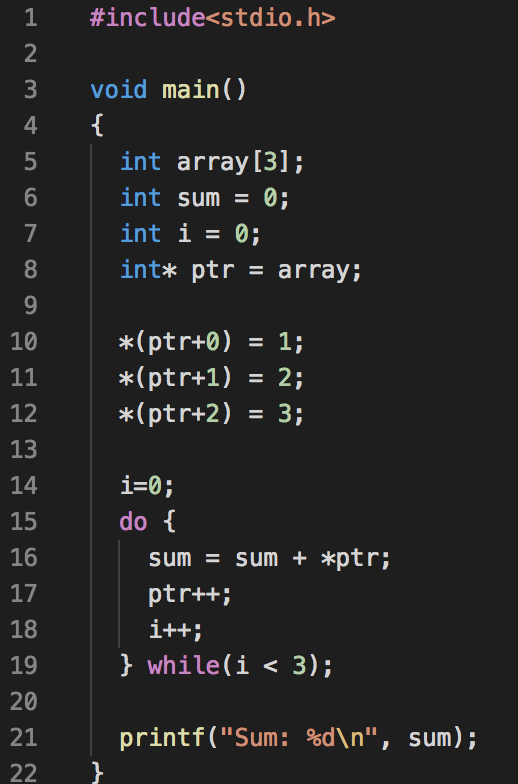 1 #include<stdio.h>
2
3 void main()
4 {
5 int array[3];
6 int sum = 0;
7 int i = 0;
8 int* ptr = array;
9
10 *(ptr+0) = 1;
11 *(ptr+1) = 2;
12 *(ptr+2) = 3;
13
14 i=0;
15 do {
16 sum = sum + *ptr;
17 ptr++;
18 i++;
19 } while(i < 3);
20
21 printf("Sum: %d\n", sum);
22 }